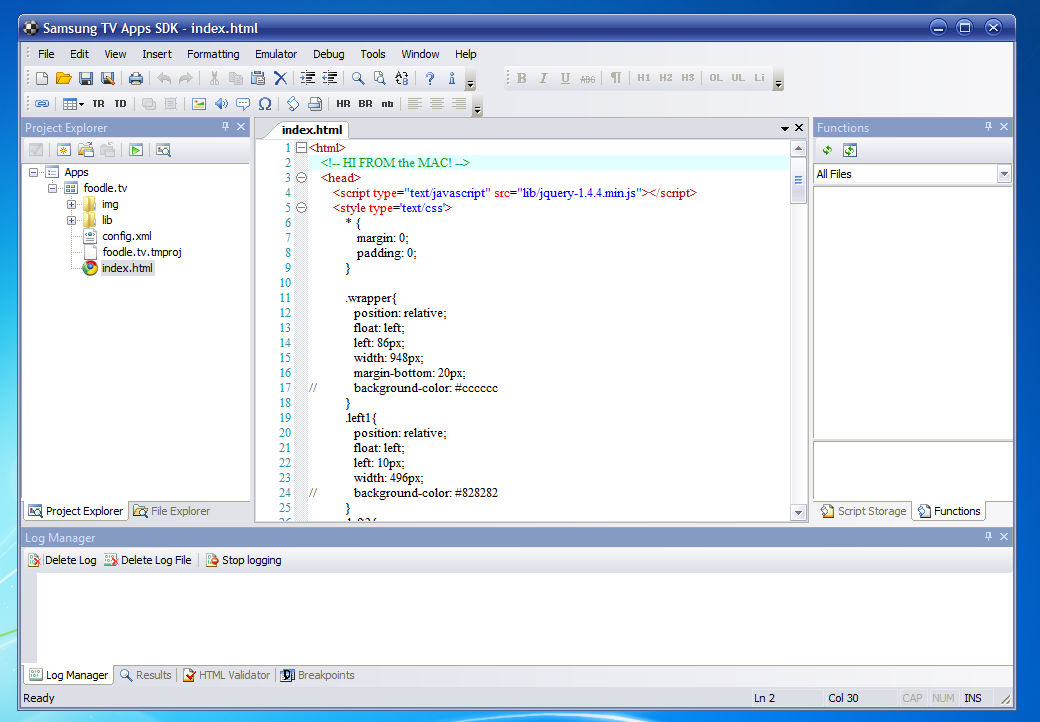 Samsung TV Apps SDK - index.html
File Edit View Insert Formatting Emulator Debug Tools Window Help
B I U ABC ¶ H1 H2 H3 OL UL Li
TR TD Ω HR BR nb
Project Explorer
Apps
foodle.tv
img
lib
config.xml
foodle.tv.tmproj
index.html
Project Explorer File Explorer
index.html
1 <html>
2 <!-- HI FROM the MAC! -->
3 <head>
4 <script type="text/javascript" src="lib/jquery-1.4.4.min.js"></script>
5 <style type='text/css'>
6 * {
7 margin: 0;
8 padding: 0;
9 }
10
11 .wrapper{
12 position: relative;
13 float: left;
14 left: 86px;
15 width: 948px;
16 margin-bottom: 20px;
17 // background-color: #cccccc
18 }
19 .left1{
20 position: relative;
21 float: left;
22 left: 10px;
23 width: 496px;
24 // background-color: #828282
25 }
Functions
All Files
Script Storage Functions
Log Manager
Delete Log Delete Log File Stop logging
Log Manager Results HTML Validator Breakpoints
Ready Ln 2 Col 30 CAP NUM INS